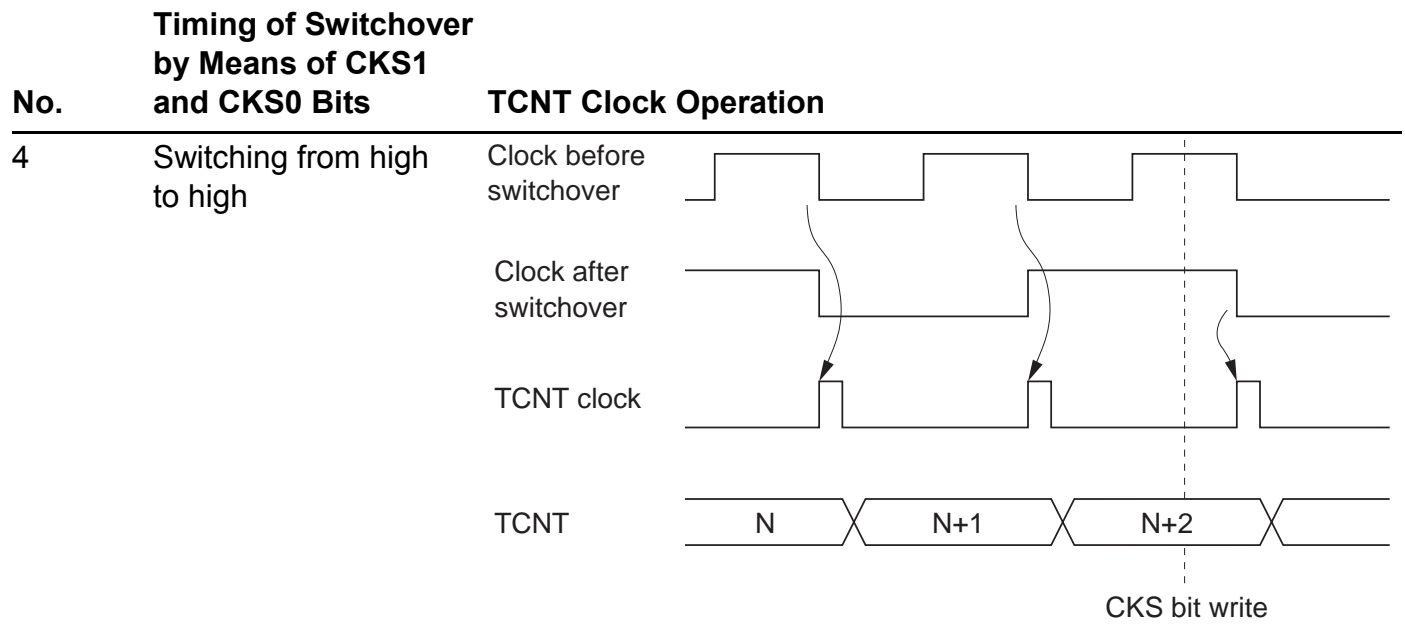 Timing of Switchover
by Means of CKS1
No. and CKS0 Bits TCNT Clock Operation
4 Switching from high Clock before
to high switchover
Clock after
switchover
TCNT clock
TCNT N N+1 N+2
CKS bit write